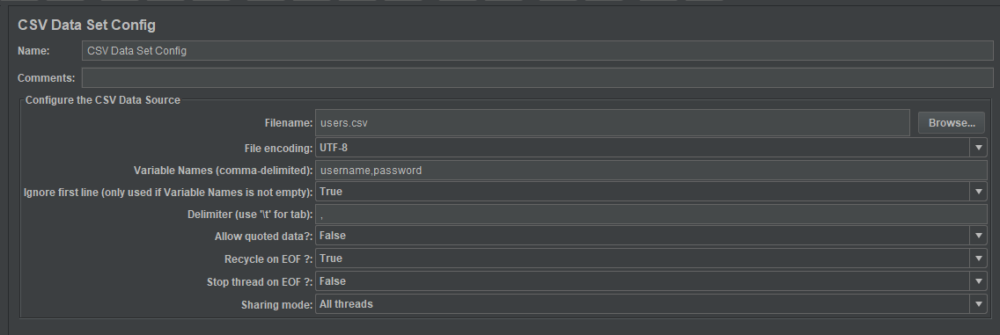 CSV Data Set Config
Name: CSV Data Set Config
Comments:
Configure the CSV Data Source
Filename: users.csv Browse...
File encoding: UTF-8
Variable Names (comma-delimited): username,password
Ignore first line (only used if Variable Names is not empty): True
Delimiter (use '\t' for tab): ,
Allow quoted data?: False
Recycle on EOF ?: True
Stop thread on EOF ?: False
Sharing mode: All threads